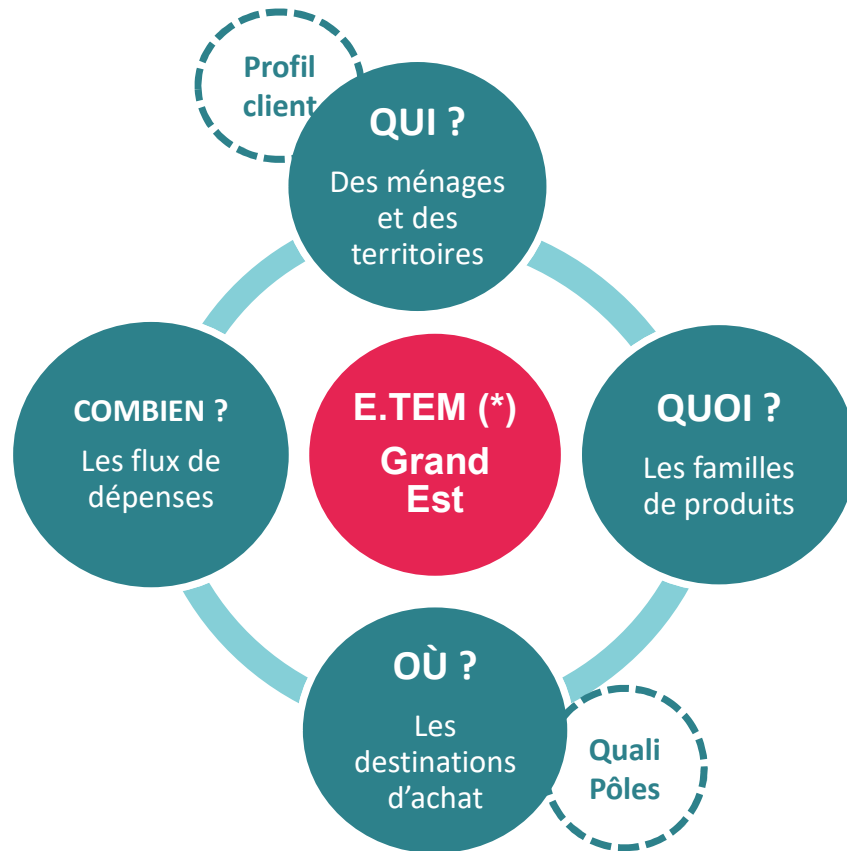 Profil
client
QUI ?
Des ménages
et des
territoires
COMBIEN ?
Les flux de
dépenses
E.TEM (*)
Grand
Est
QUOI ?
Les familles
de produits
OÙ ?
Les
destinations
d’achat
Quali
Pôles